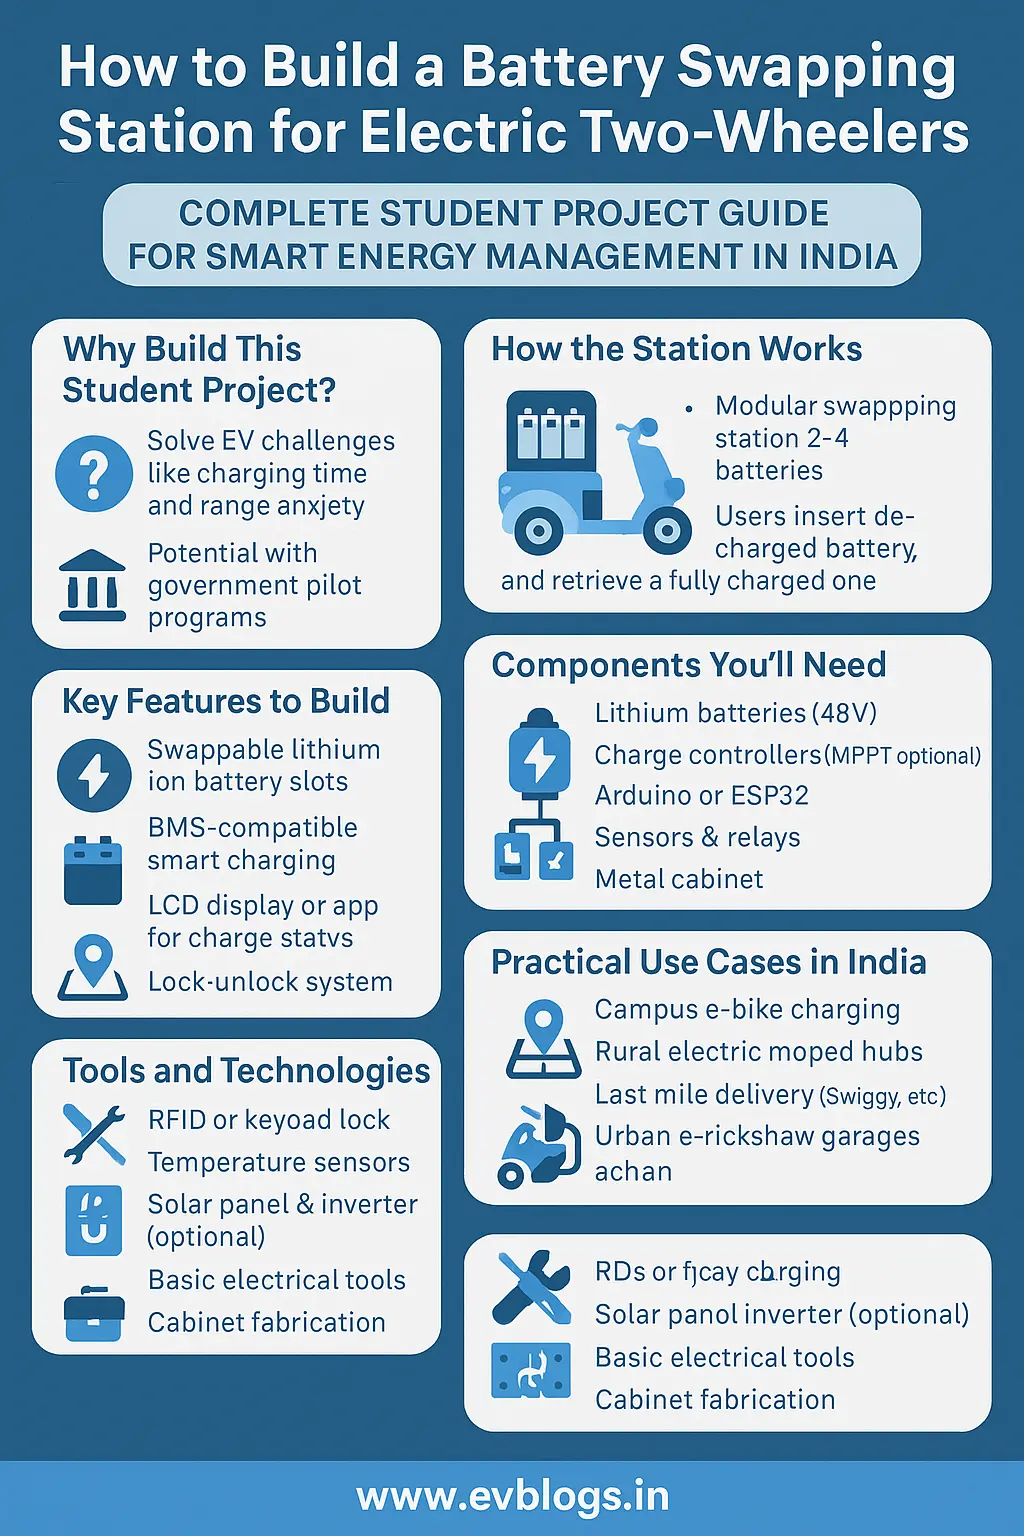 How to Build a Battery Swapping
Station for Electric Two-Wheelers
COMPLETE STUDENT PROJECT GUIDE
FOR SMART ENERGY MANAGEMENT IN INDIA
Why Build This
Student Project?
Solve EV challenges
like charging time
and range anxjety
Potential with
government pilot
programs
How the Station Works
• Modular swappping
station 2-4
batteries
Users insert de-
charged battery,
and retrieve a fully charged one
Key Features to Build
Swappable lithium
ion battery slots
BMS-compatible
smart charging
LCD display or app
for charge statvs
Lock-unlock system
Components You'll Need
Lithium batteries (48V)
Charge controllers (MPPT optional)
Arduino or ESP32
Sensors & relays
Metal cabinet
Practical Use Cases in India
Campus e-bike charging
Rural electric moped hubs
Last mile delivery (Swiggy, etc)
Urban e-rickshaw garages
achan
Tools and Technologies
RFID or keyoad lock
Temperature sensors
Solar panel & inverter
(optional)
Basic electrical tools
Cabinet fabrication
RDs or
Solar panol inverter (optional)
Basic electrical tools
Cabinet fabrication
www.evblogs.in